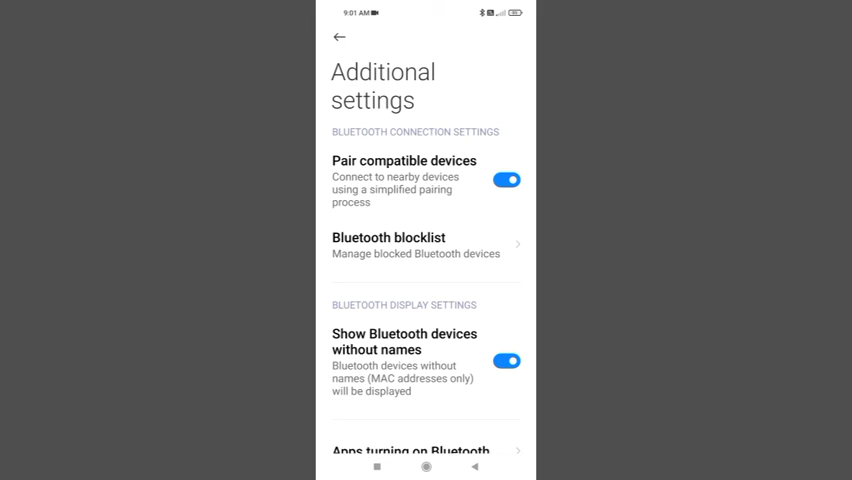 9:01 AM
Additional
settings
BLUETOOTH CONNECTION SETTINGS
Pair compatible devices
Connect to nearby devices
using a simplified pairing
process
Bluetooth blocklist
Manage blocked Bluetooth devices
BLUETOOTH DISPLAY SETTINGS
Show Bluetooth devices
without names
Bluetooth devices without
names (MAC addresses only)
will be displayed
Apps turning on Bluetooth